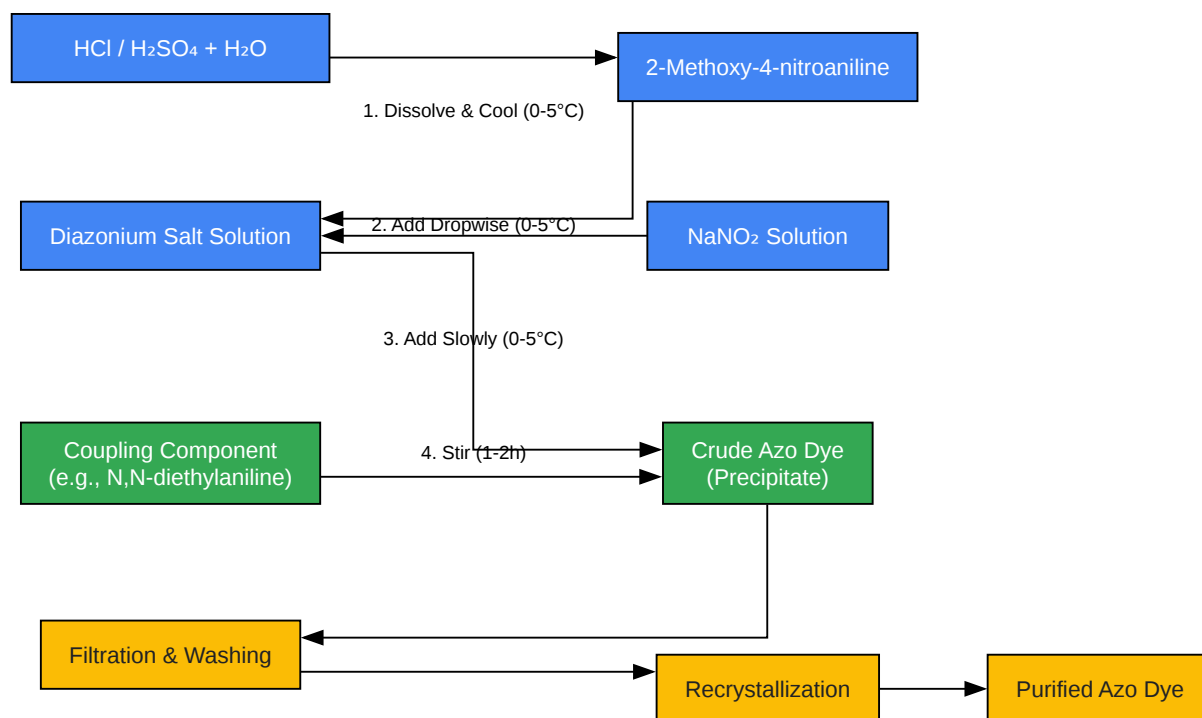 HCl / H₂SO₄ + H₂O
2-Methoxy-4-nitroaniline
1. Dissolve & Cool (0-5°C)
Diazonium Salt Solution
2. Add Dropwise (0-5°C)
NaNO₂ Solution
3. Add Slowly (0-5°C)
Coupling Component
(e.g., N,N-diethylaniline)
4. Stir (1-2h)
Crude Azo Dye
(Precipitate)
Filtration & Washing
Recrystallization
Purified Azo Dye